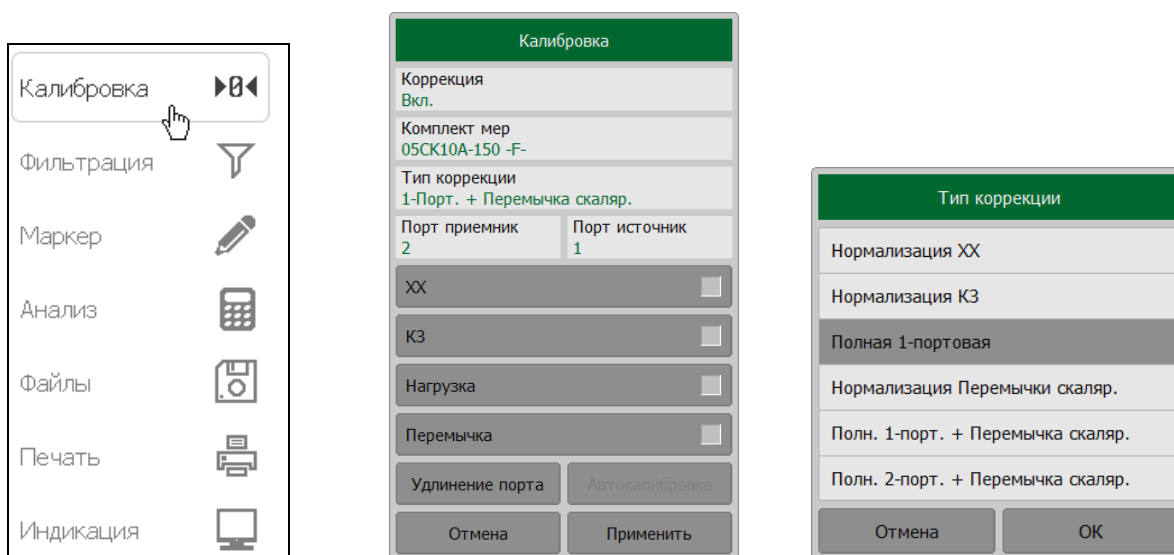 Калибровка
Фильтрация
Маркер
Анализ
Файлы
Печать
Индикация
Калибровка
Коррекция
Вкл.
Комплект мер
05CK10A-150 -F-
Тип коррекции
1-Порт. + Перемычка скаляр.
Порт приемник
2
Порт источник
1
ХХ
КЗ
Нагрузка
Перемычка
Удлинение порта
Автокалибровка
Отмена
Применить
Тип коррекции
Нормализация ХХ
Нормализация КЗ
Полная 1-портовая
Нормализация Перемычки скаляр.
Полн. 1-порт. + Перемычка скаляр.
Полн. 2-порт. + Перемычка скаляр.
Отмена
ОК